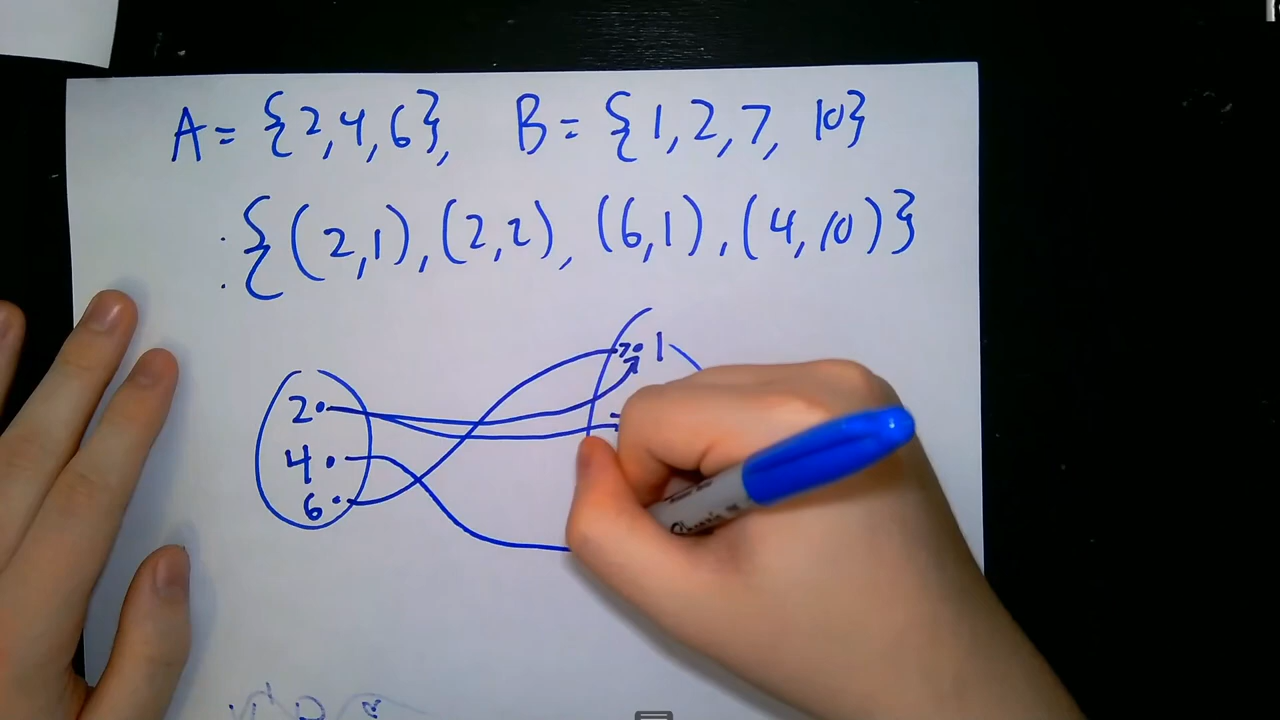 A = {2,4,6}, B = {1,2,7, 10}
: {(2,1), (2,2), (6,1), (4,10)}
1
2
4
6
Sharpie